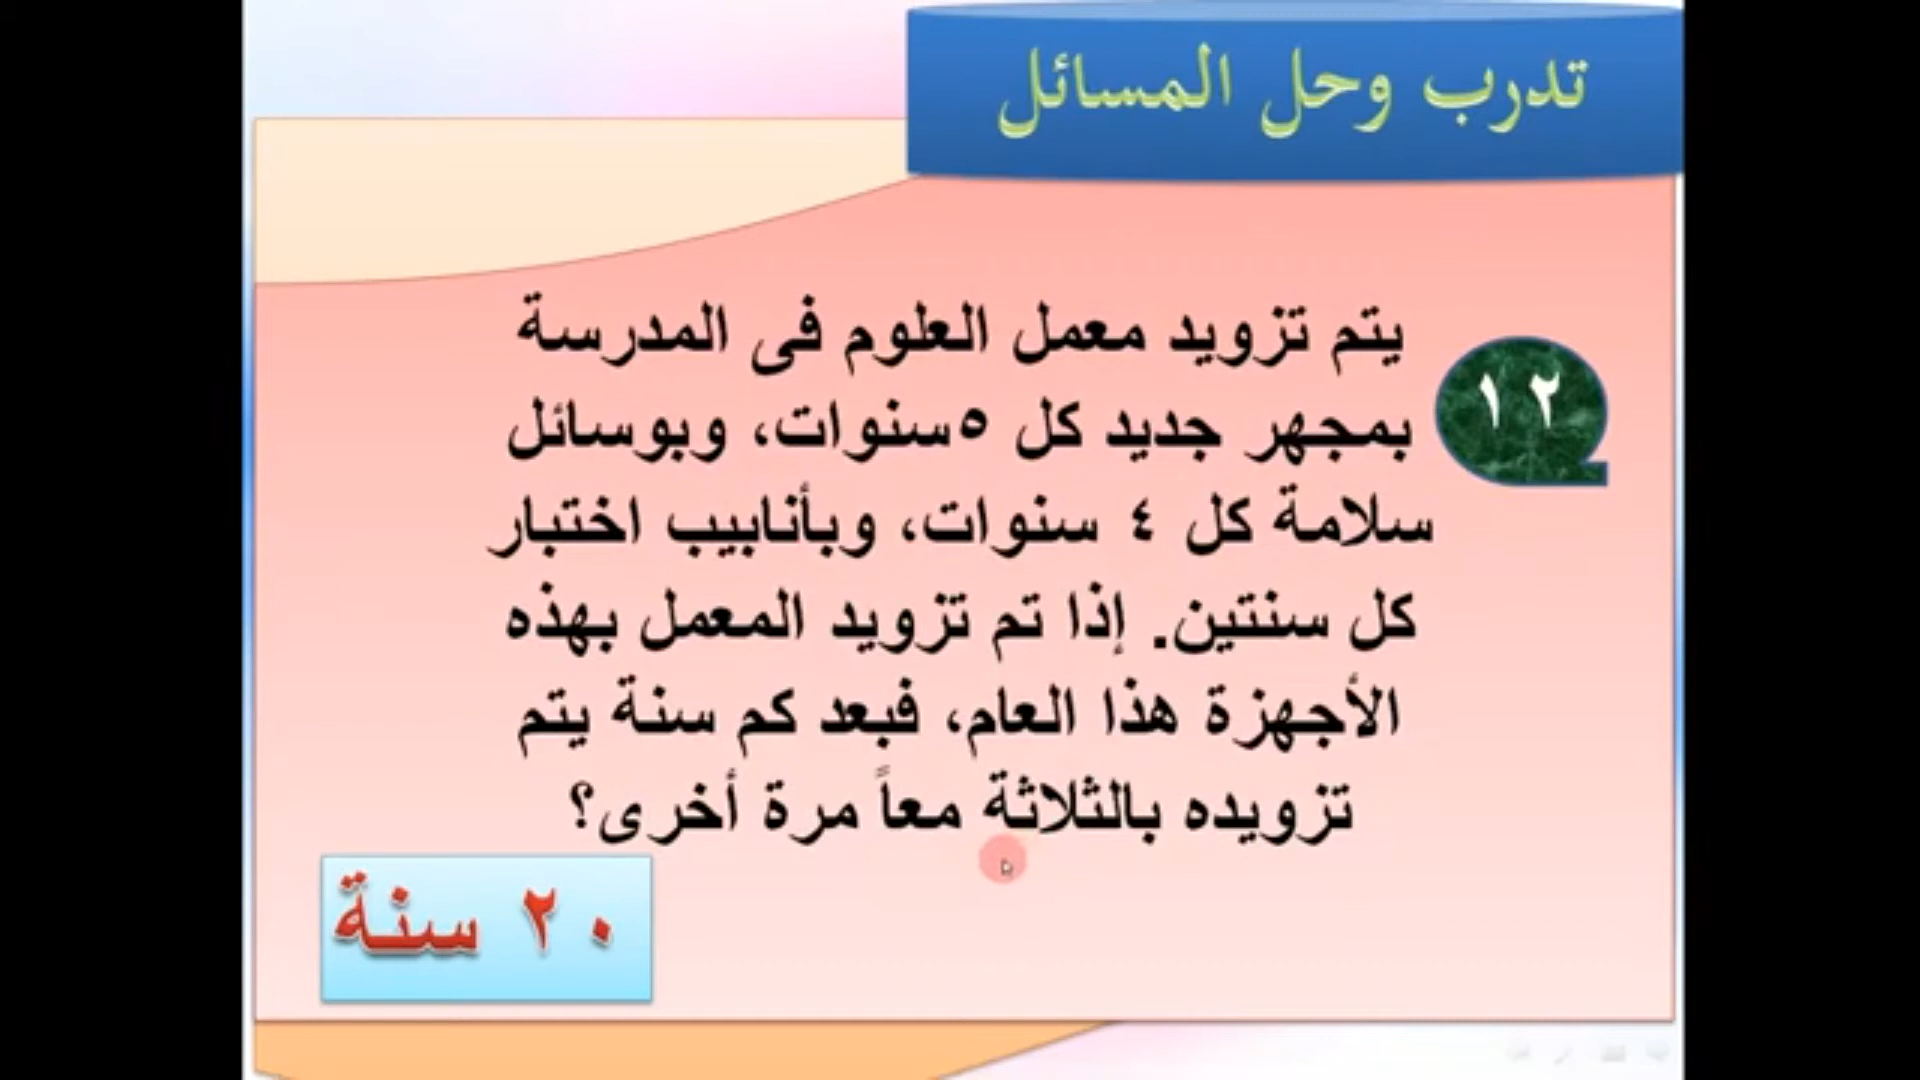 تدرب وحل المسائل
١٢
يتم تزويد معمل العلوم فى المدرسة
بمجهر جديد كل ٥سنوات، وبوسائل
سلامة كل ٤ سنوات، وبأنابيب اختبار
كل سنتين. إذا تم تزويد المعمل بهذه
الأجهزة هذا العام، فبعد كم سنة يتم
تزويده بالثلاثة معاً مرة أخرى؟
٢٠ سنة